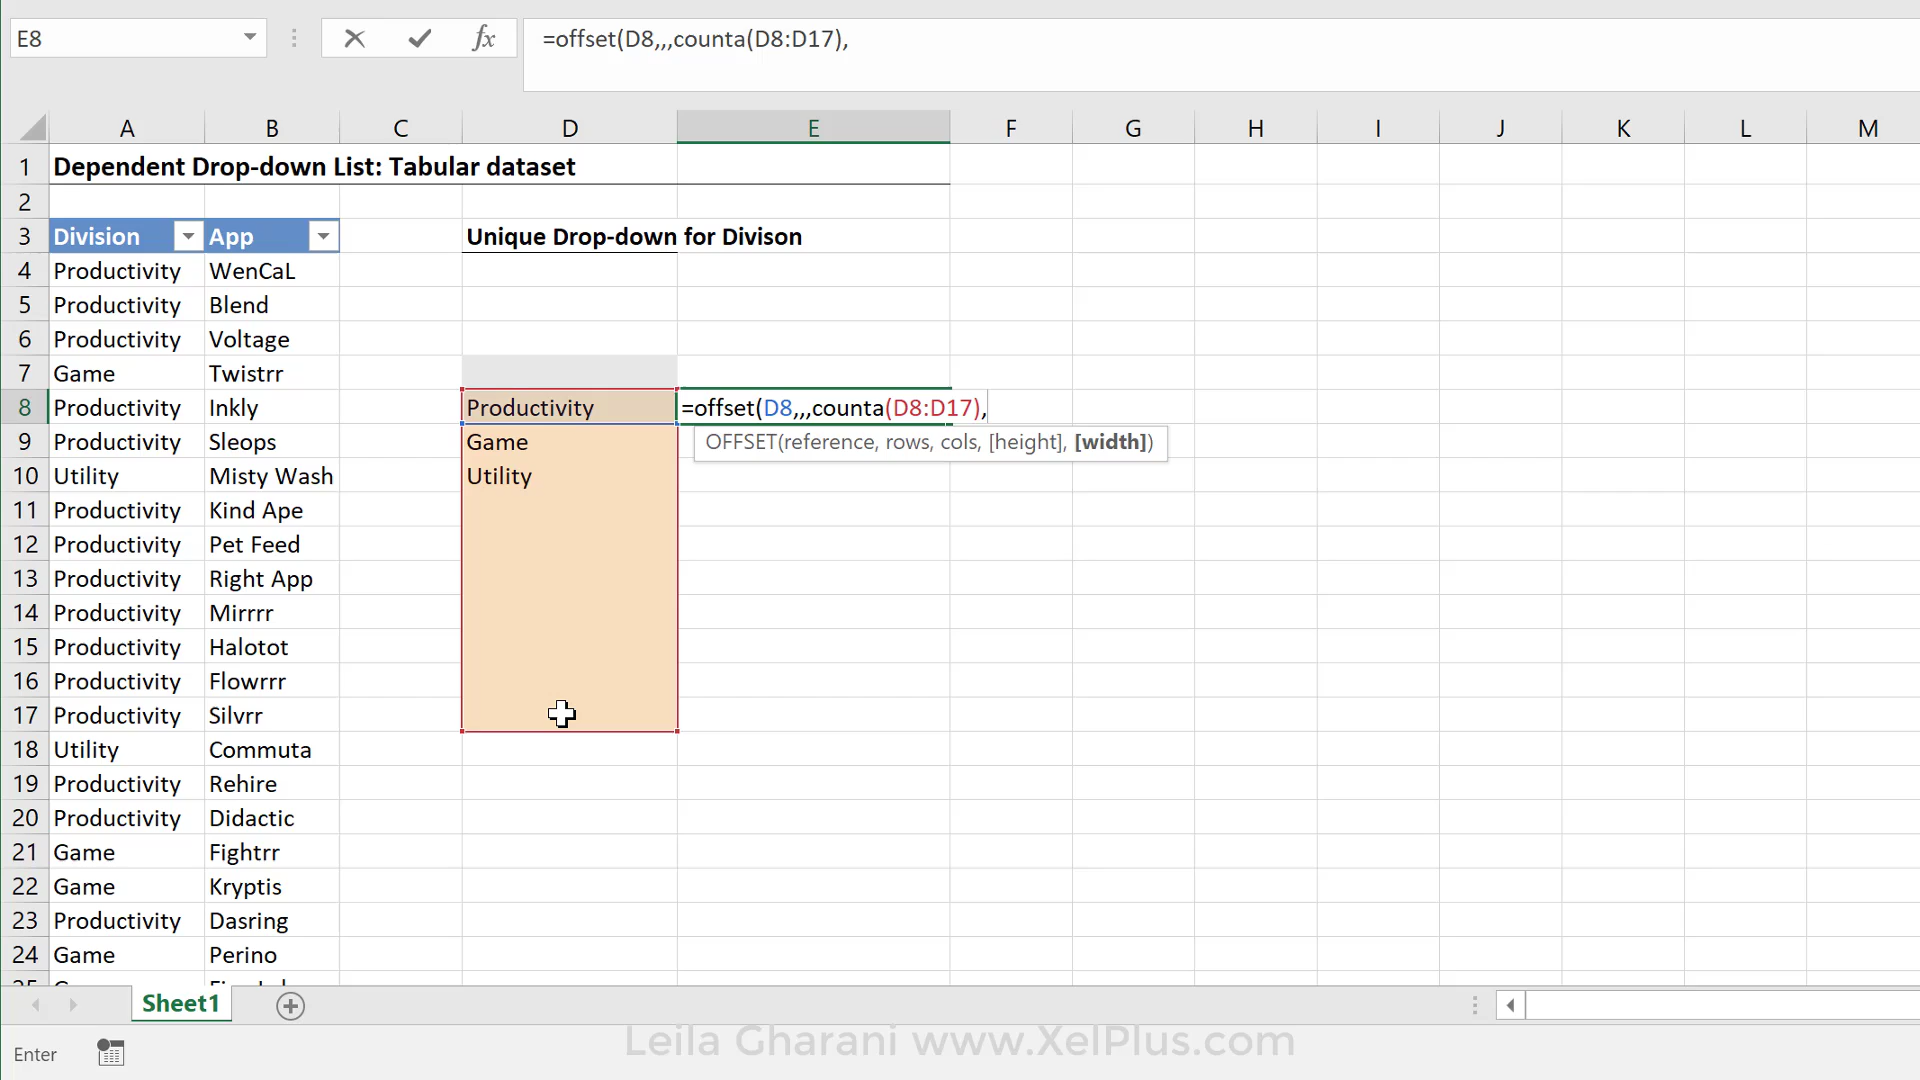 E8
fx
=offset(D8,,,counta(D8:D17),
A B C D E F G H I J K L M
1 Dependent Drop-down List: Tabular dataset
2
3 Division App Unique Drop-down for Divison
4 Productivity WenCaL
5 Productivity Blend
6 Productivity Voltage
7 Game Twistrr
8 Productivity Inkly Productivity =offset(D8,,,counta(D8:D17),
OFFSET(reference, rows, cols, [height], [width])
9 Productivity Sleops Game
10 Utility Misty Wash Utility
11 Productivity Kind Ape
12 Productivity Pet Feed
13 Productivity Right App
14 Productivity Mirrrr
15 Productivity Halotot
16 Productivity Flowrrr
17 Productivity Silvrr
18 Utility Commuta
19 Productivity Rehire
20 Productivity Didactic
21 Game Fightrr
22 Game Kryptis
23 Productivity Dasring
24 Game Perino
Sheet1
Leila Gharani www.XelPlus.com
Enter